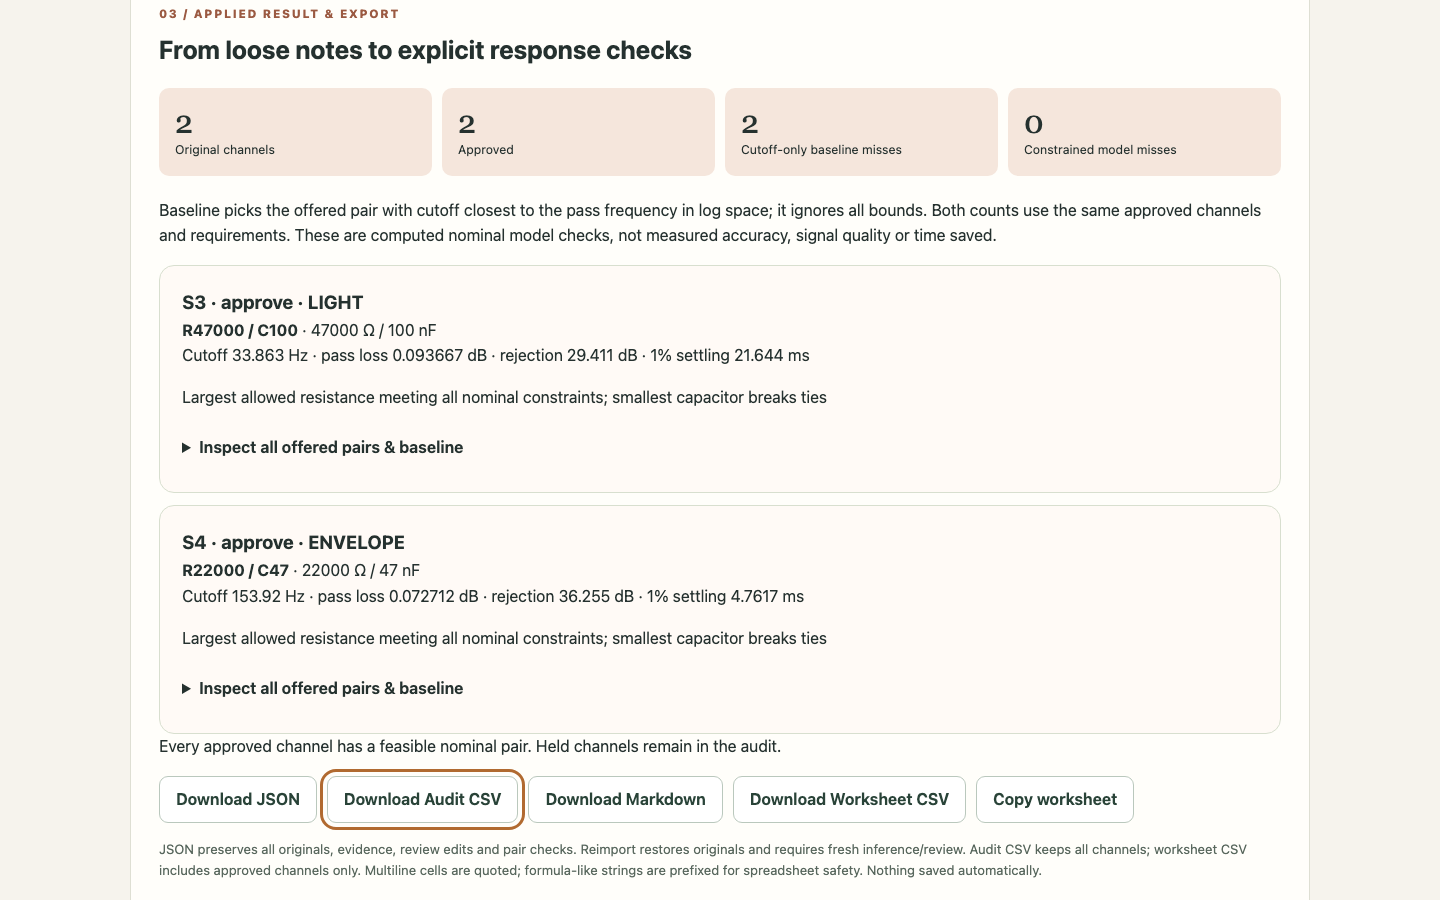 03 / APPLIED RESULT & EXPORT
From loose notes to explicit response checks
2
Original channels
2
Approved
2
Cutoff-only baseline misses
0
Constrained model misses
Baseline picks the offered pair with cutoff closest to the pass frequency in log space; it ignores all bounds. Both counts use the same approved channels
and requirements. These are computed nominal model checks, not measured accuracy, signal quality or time saved.
S3 · approve · LIGHT
R47000 / C100 · 47000 Ω / 100 nF
Cutoff 33.863 Hz · pass loss 0.093667 dB · rejection 29.411 dB · 1% settling 21.644 ms
Largest allowed resistance meeting all nominal constraints; smallest capacitor breaks ties
Inspect all offered pairs & baseline
S4 · approve · ENVELOPE
R22000 / C47 · 22000 Ω / 47 nF
Cutoff 153.92 Hz · pass loss 0.072712 dB · rejection 36.255 dB · 1% settling 4.7617 ms
Largest allowed resistance meeting all nominal constraints; smallest capacitor breaks ties
Inspect all offered pairs & baseline
Every approved channel has a feasible nominal pair. Held channels remain in the audit.
Download JSON
Download Audit CSV
Download Markdown
Download Worksheet CSV
Copy worksheet
JSON preserves all originals, evidence, review edits and pair checks. Reimport restores originals and requires fresh inference/review. Audit CSV keeps all channels; worksheet CSV
includes approved channels only. Multiline cells are quoted; formula-like strings are prefixed for spreadsheet safety. Nothing saved automatically.